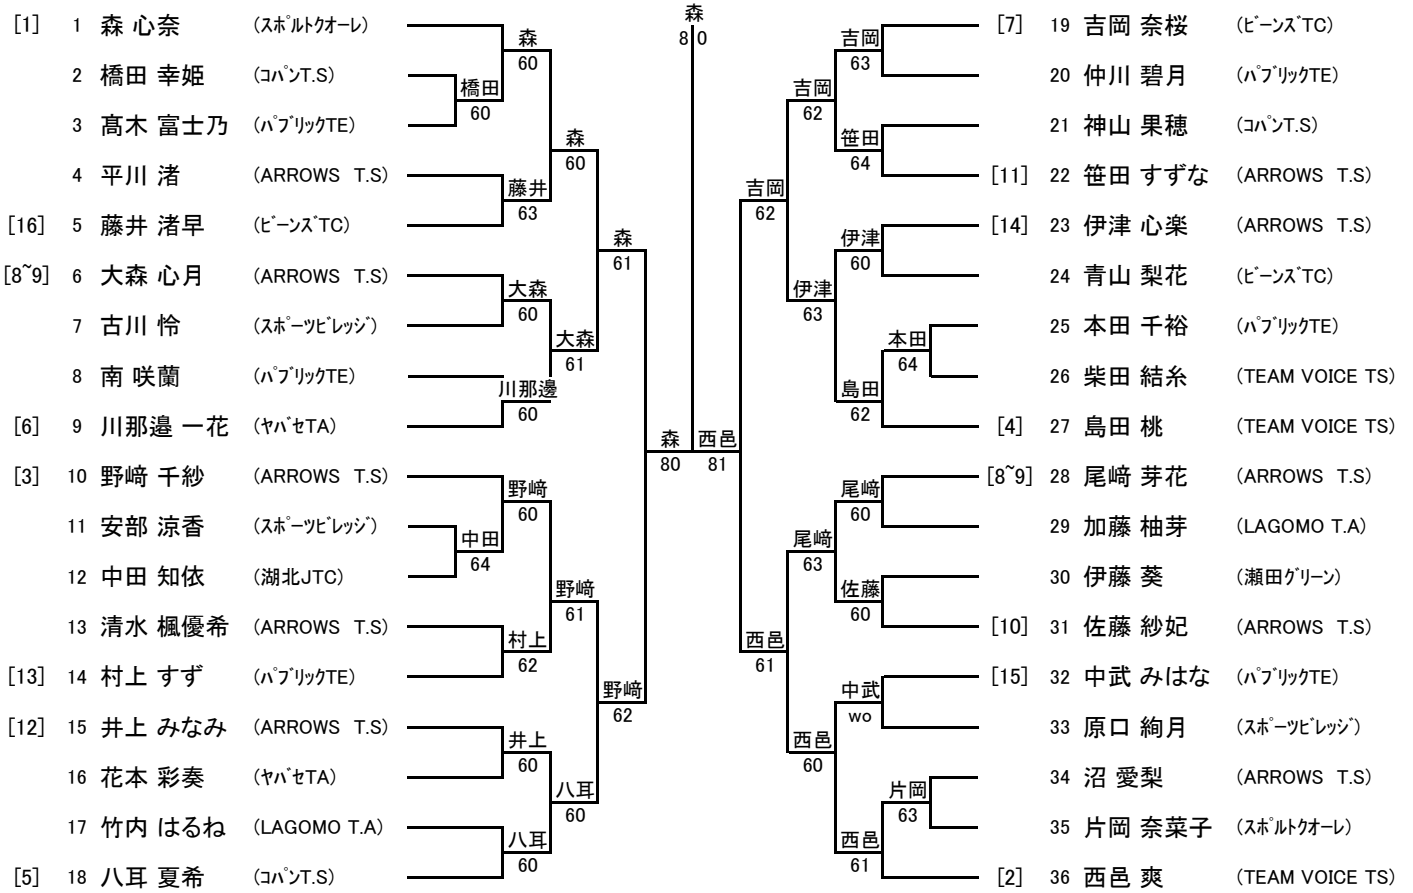 森
8 0
[1] 1 森 心奈 (ｽﾎﾟﾙﾄｸｵｰﾚ)
2 橋田 幸姫 (ｺﾊﾟﾝT.S)
3 髙木 富士乃 (ﾊﾟﾌﾞﾘｯｸTE)
4 平川 渚 (ARROWS T.S)
[16] 5 藤井 渚早 (ﾋﾞｰﾝｽﾞTC)
[8~9] 6 大森 心月 (ARROWS T.S)
7 古川 怜 (ｽﾎﾟｰﾂﾋﾞﾚｯｼﾞ)
8 南 咲蘭 (ﾊﾟﾌﾞﾘｯｸTE)
[6] 9 川那邉 一花 (ﾔﾊﾞｾTA)
[3] 10 野﨑 千紗 (ARROWS T.S)
11 安部 涼香 (ｽﾎﾟｰﾂﾋﾞﾚｯｼﾞ)
12 中田 知依 (湖北JTC)
13 清水 楓優希 (ARROWS T.S)
[13] 14 村上 すず (ﾊﾟﾌﾞﾘｯｸTE)
[12] 15 井上 みなみ (ARROWS T.S)
16 花本 彩奏 (ﾔﾊﾞｾTA)
17 竹内 はるね (LAGOMO T.A)
[5] 18 八耳 夏希 (ｺﾊﾟﾝT.S)
橋田
60
中田
64
森
60
藤井
63
大森
60
川那邊
60
野﨑
60
村上
62
井上
60
八耳
60
森
60
大森
61
野﨑
61
八耳
60
森
61
野﨑
62
森
80
西邑
81
吉岡
62
西邑
61
吉岡
62
伊津
63
尾﨑
63
西邑
60
吉岡
63
笹田
64
伊津
60
島田
62
尾﨑
60
佐藤
60
中武
wo
西邑
61
本田
64
片岡
63
[7] 19 吉岡 奈桜 (ﾋﾞｰﾝｽﾞTC)
20 仲川 碧月 (ﾊﾟﾌﾞﾘｯｸTE)
21 神山 果穂 (ｺﾊﾟﾝT.S)
[11] 22 笹田 すずな (ARROWS T.S)
[14] 23 伊津 心楽 (ARROWS T.S)
24 青山 梨花 (ﾋﾞｰﾝｽﾞTC)
25 本田 千裕 (ﾊﾟﾌﾞﾘｯｸTE)
26 柴田 結糸 (TEAM VOICE TS)
[4] 27 島田 桃 (TEAM VOICE TS)
[8~9] 28 尾﨑 芽花 (ARROWS T.S)
29 加藤 柚芽 (LAGOMO T.A)
30 伊藤 葵 (瀬田ｸﾞﾘｰﾝ)
[10] 31 佐藤 紗妃 (ARROWS T.S)
[15] 32 中武 みはな (ﾊﾟﾌﾞﾘｯｸTE)
33 原口 絢月 (ｽﾎﾟｰﾂﾋﾞﾚｯｼﾞ)
34 沼 愛梨 (ARROWS T.S)
35 片岡 奈菜子 (ｽﾎﾟﾙﾄｸｵｰﾚ)
[2] 36 西邑 爽 (TEAM VOICE TS)